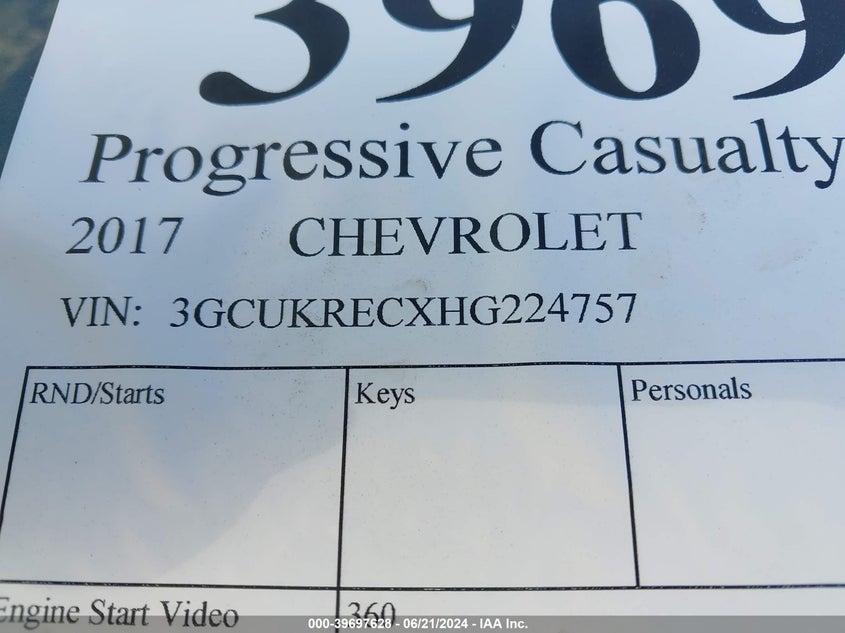 3969
Progressive Casualty
2017 CHEVROLET
VIN: 3GCUKRECXHG224757
RND/Starts Keys Personals
Engine Start Video 360
000-39697628 - 06/21/2024 - IAA Inc.